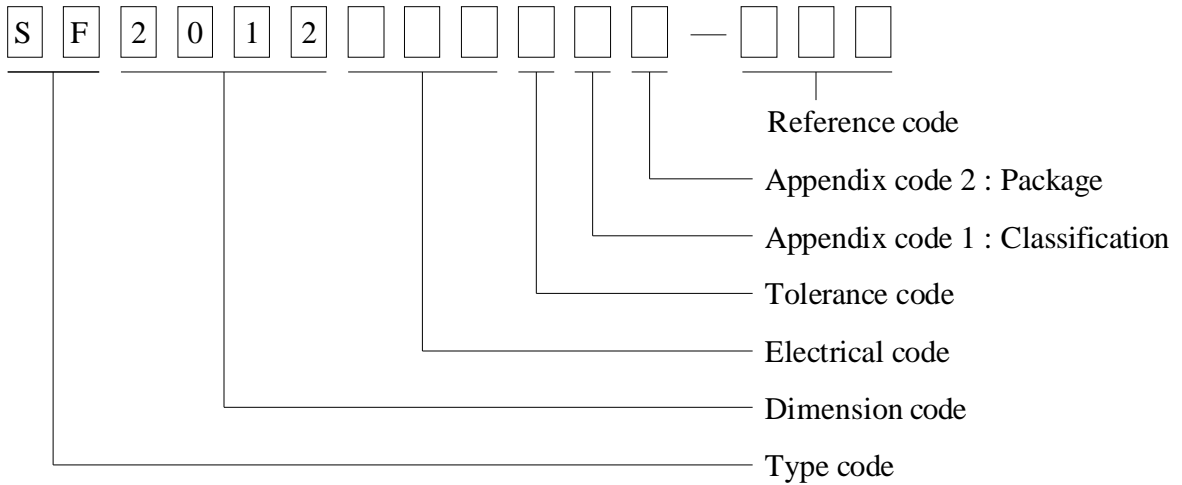 S F 2 0 1 2 —
Reference code
Appendix code 2 : Package
Appendix code 1 : Classification
Tolerance code
Electrical code
Dimension code
Type code